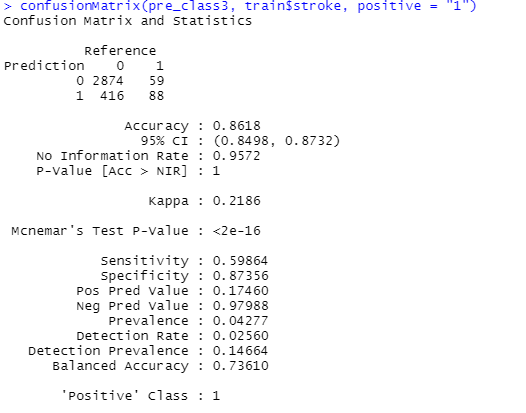 > confusionMatrix(pre_class3, train$stroke, positive = "1")
Confusion Matrix and Statistics
Reference
Prediction 0 1
0 2874 59
1 416 88
Accuracy : 0.8618
95% CI : (0.8498, 0.8732)
No Information Rate : 0.9572
P-Value [Acc > NIR] : 1
Kappa : 0.2186
Mcnemar's Test P-Value : <2e-16
Sensitivity : 0.59864
Specificity : 0.87356
Pos Pred Value : 0.17460
Neg Pred Value : 0.97988
Prevalence : 0.04277
Detection Rate : 0.02560
Detection Prevalence : 0.14664
Balanced Accuracy : 0.73610
'Positive' Class : 1